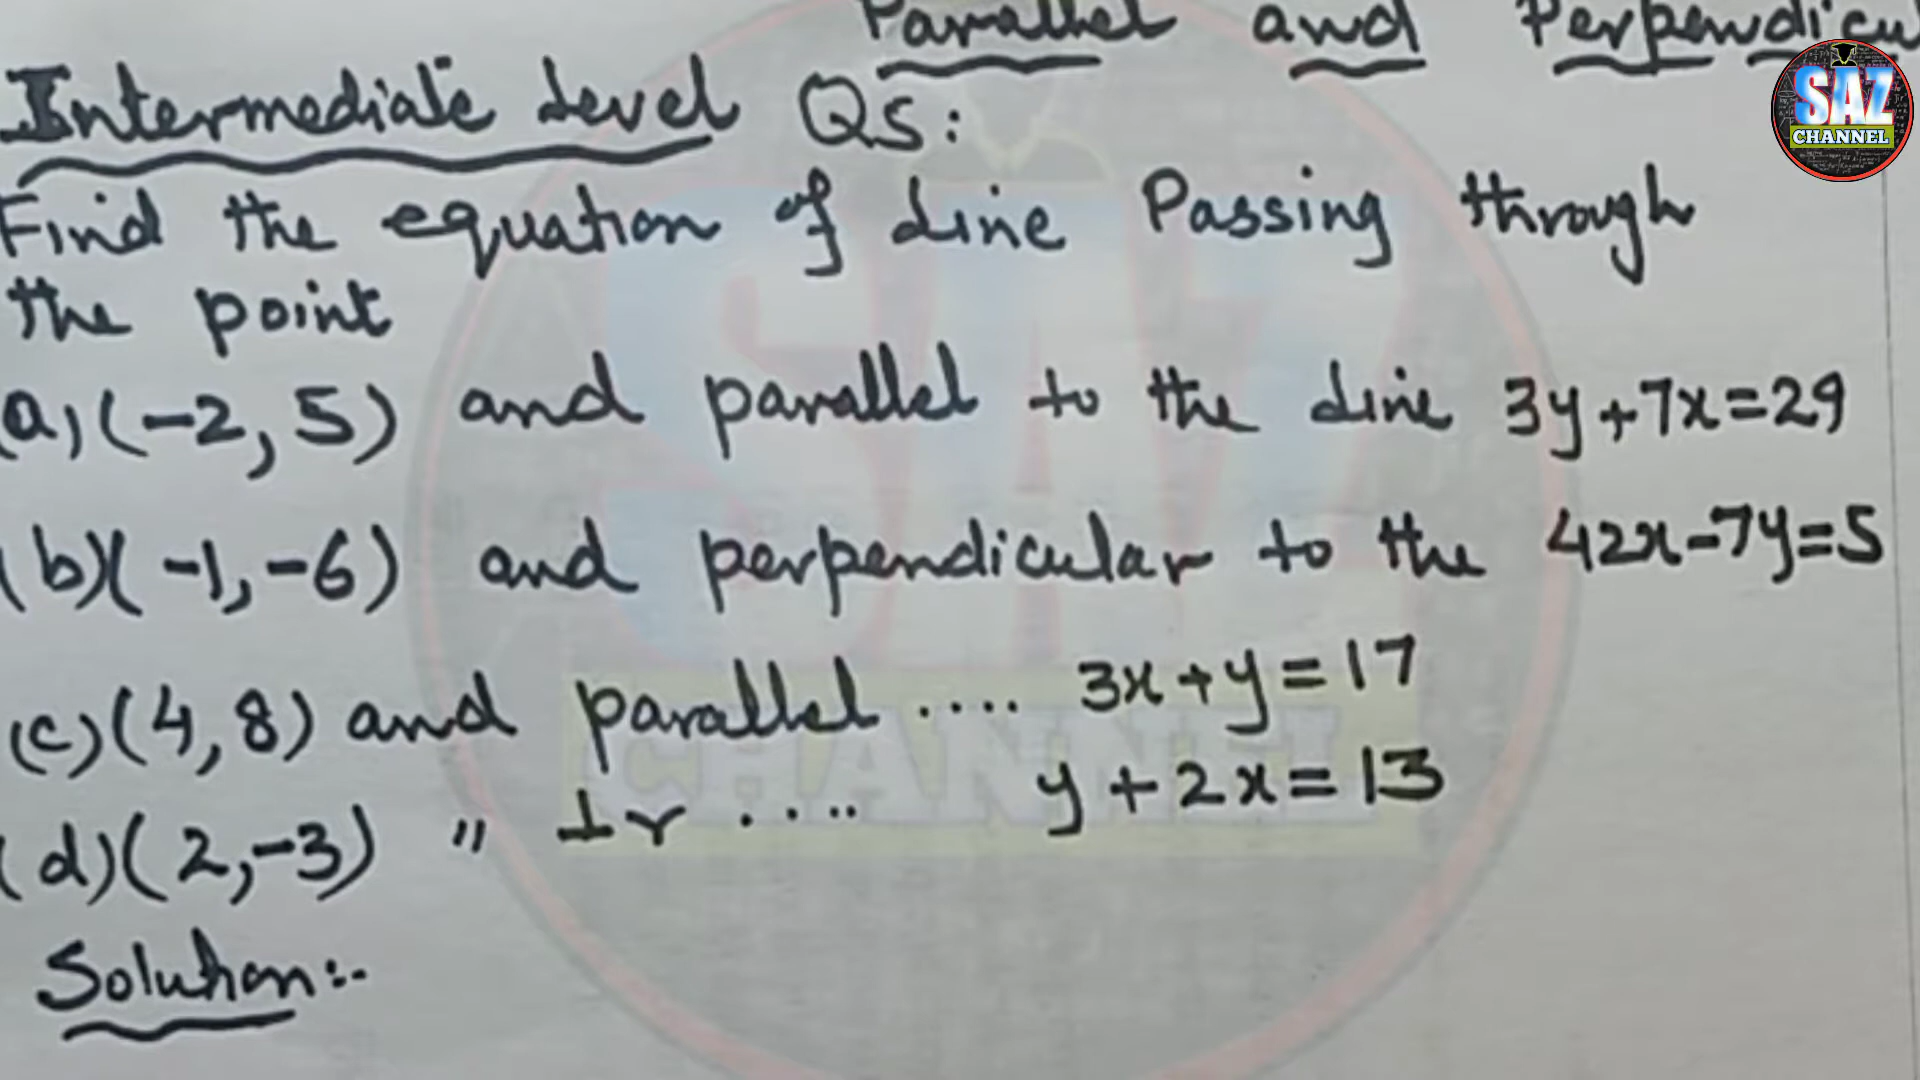 Parallel and Perpendicu
Intermediate Level Qs:
SAZ
CHANNEL
Find the equation of Line Passing through
the point
(a)(-2,5) and parallel to the Line 3y+7x=29
(b)(-1,-6) and perpendicular to the 42x-7y=5
(c)(4,8) and parallel .... 3x+y=17
(d)(2,-3) " ⊥r .... y+2x=13
Solution:-
SAZ
CHANNEL